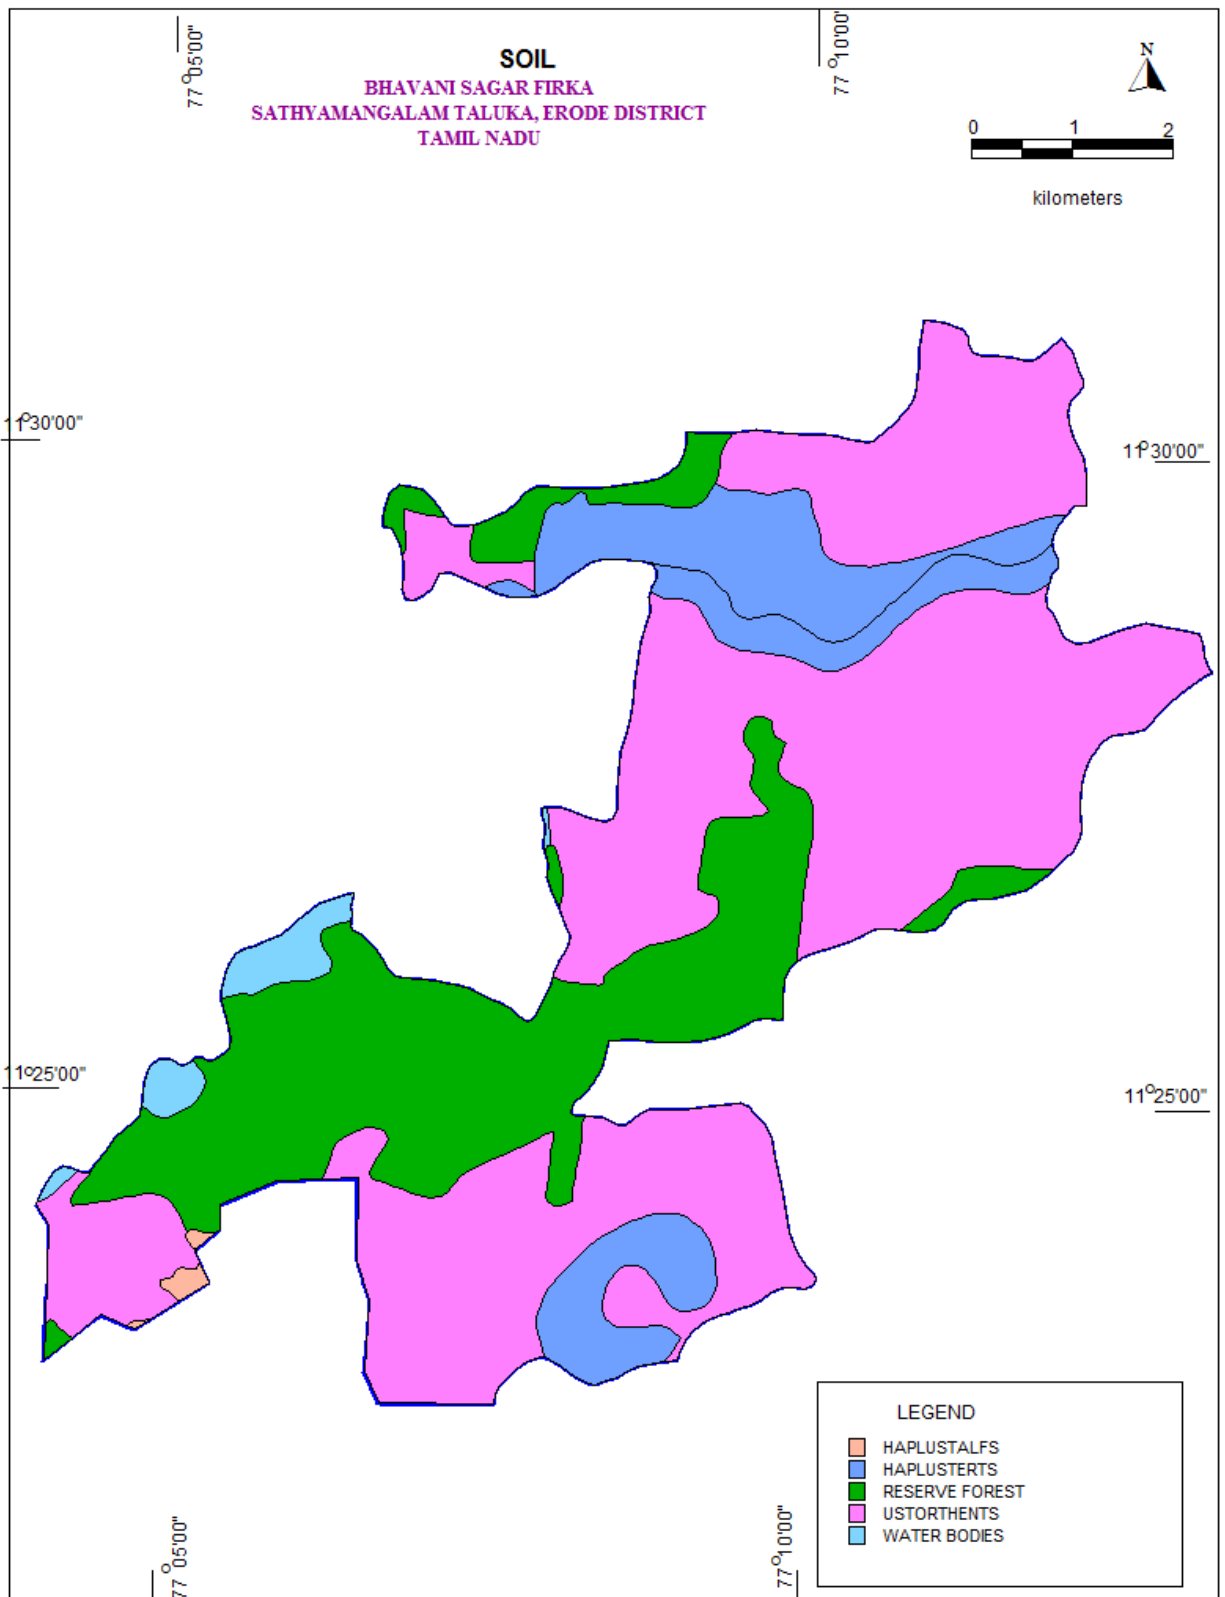 77°05'00"
77°10'00"
SOIL
BHAVANI SAGAR FIRKA
SATHYAMANGALAM TALUKA, ERODE DISTRICT
TAMIL NADU
N
0 1 2
kilometers
11°30'00"
11°30'00"
11°25'00"
11°25'00"
LEGEND
HAPLUSTALFS
HAPLUSTERTS
RESERVE FOREST
USTORTHENTS
WATER BODIES
77°05'00"
77°10'00"